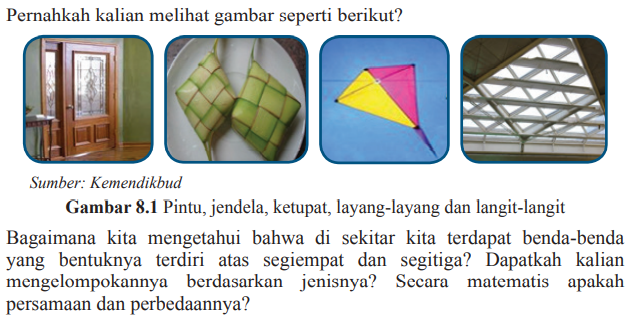 Pernahkah kalian melihat gambar seperti berikut?
Sumber: Kemendikbud
Gambar 8.1 Pintu, jendela, ketupat, layang-layang dan langit-langit
Bagaimana kita mengetahui bahwa di sekitar kita terdapat benda-benda
yang bentuknya terdiri atas segiempat dan segitiga? Dapatkah kalian
mengelompokannya berdasarkan jenisnya? Secara matematis apakah
persamaan dan perbedaannya?